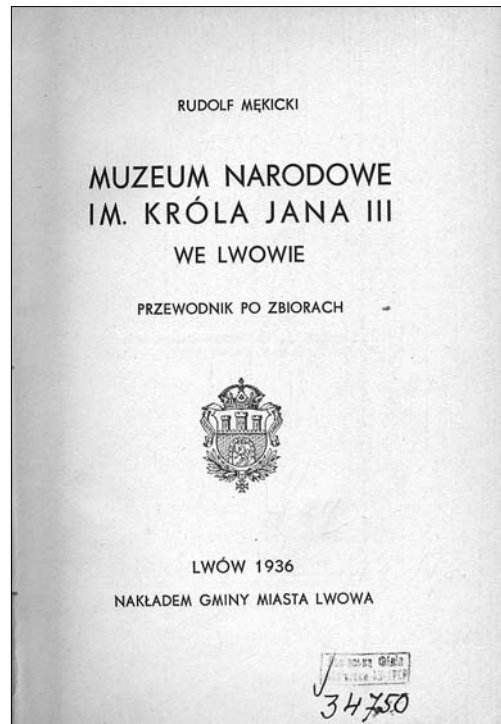 RUDOLF MĘKICKI
MUZEUM NARODOWE
IM. KRÓLA JANA III
WE LWOWIE
PRZEWODNIK PO ZBIORACH
LWÓW 1936
NAKŁADEM GMINY MIASTA LWOWA
34750